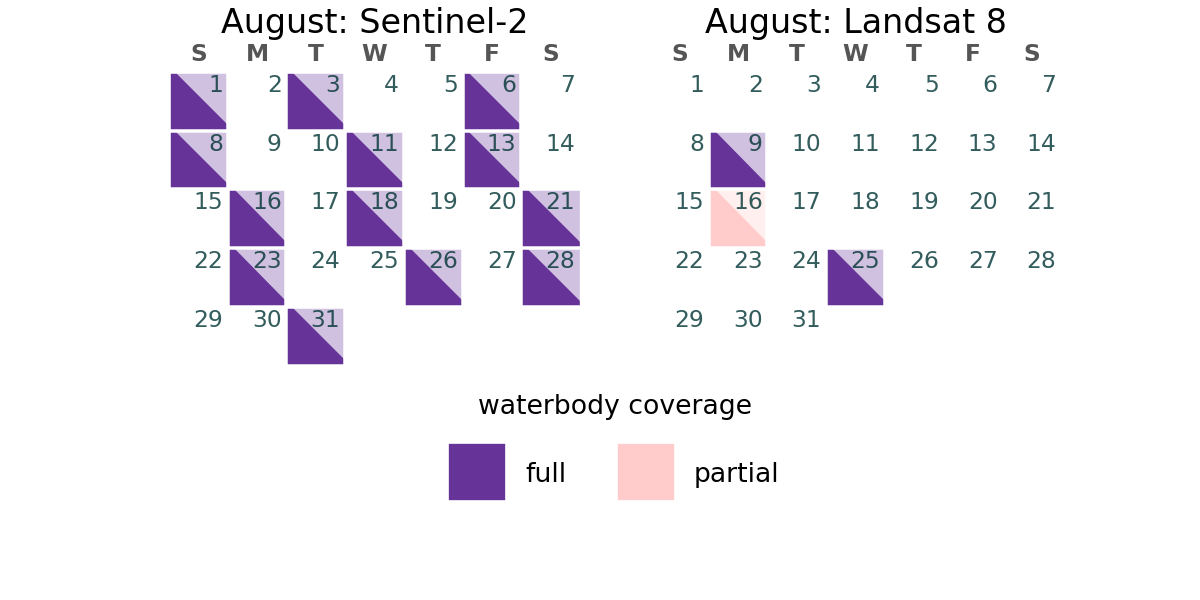 August: Sentinel-2
S M T W T F S
1 2 3 4 5 6 7
8 9 10 11 12 13 14
15 16 17 18 19 20 21
22 23 24 25 26 27 28
29 30 31
August: Landsat 8
S M T W T F S
1 2 3 4 5 6 7
8 9 10 11 12 13 14
15 16 17 18 19 20 21
22 23 24 25 26 27 28
29 30 31
waterbody coverage
full
partial